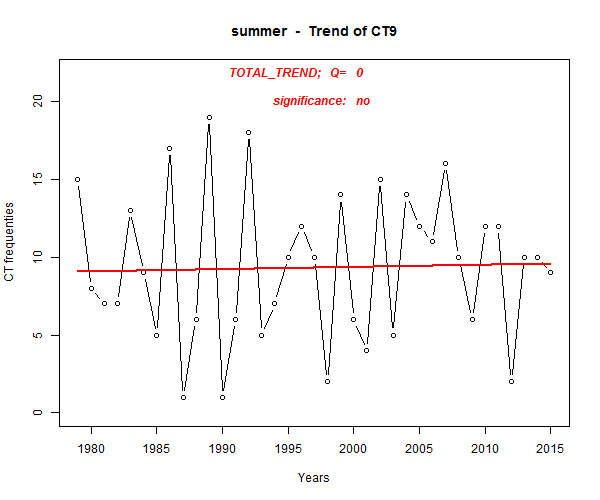 summer - Trend of CT9
TOTAL_TREND; Q= 0
significance: no
CT frequenties
20
15
10
5
0
1980 1985 1990 1995 2000 2005 2010 2015
Years